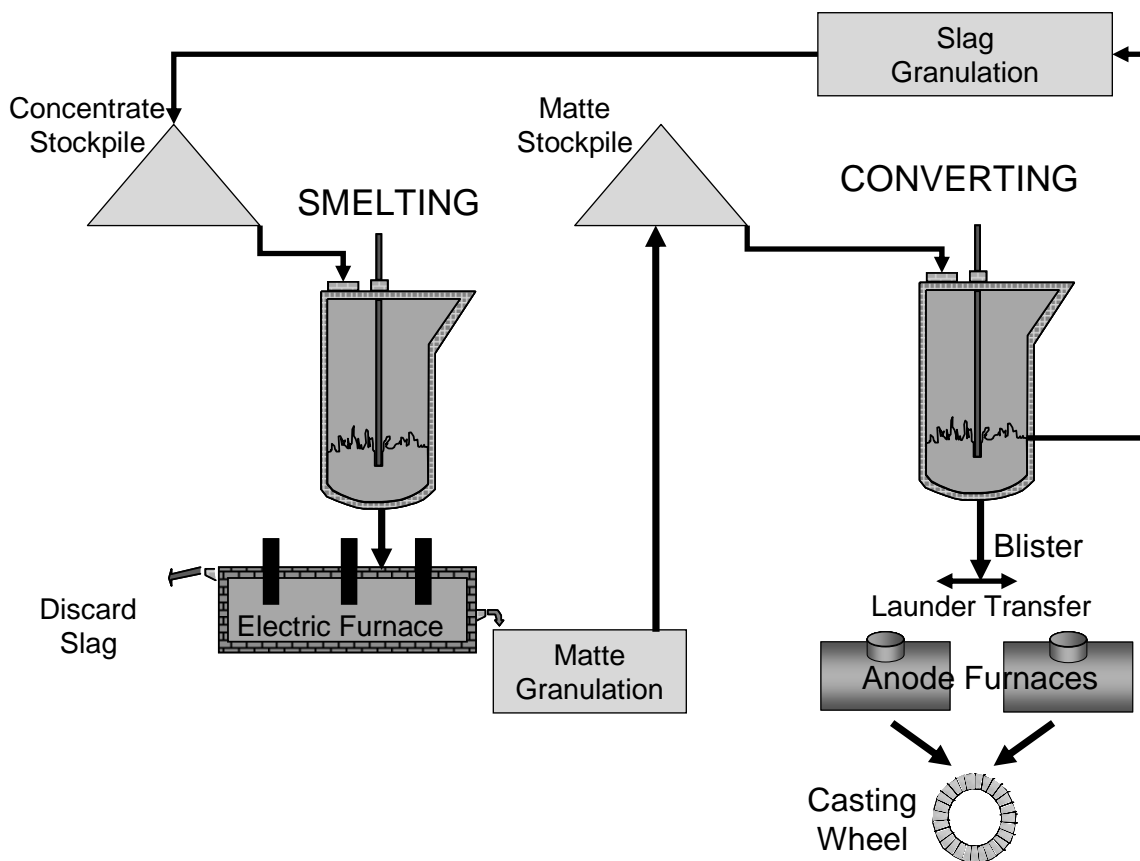 Slag
Granulation
Concentrate
Stockpile
Matte
Stockpile
SMELTING
CONVERTING
Blister
Launder Transfer
Discard
Slag
Electric Furnace
Matte
Granulation
Anode Furnaces
Casting
Wheel